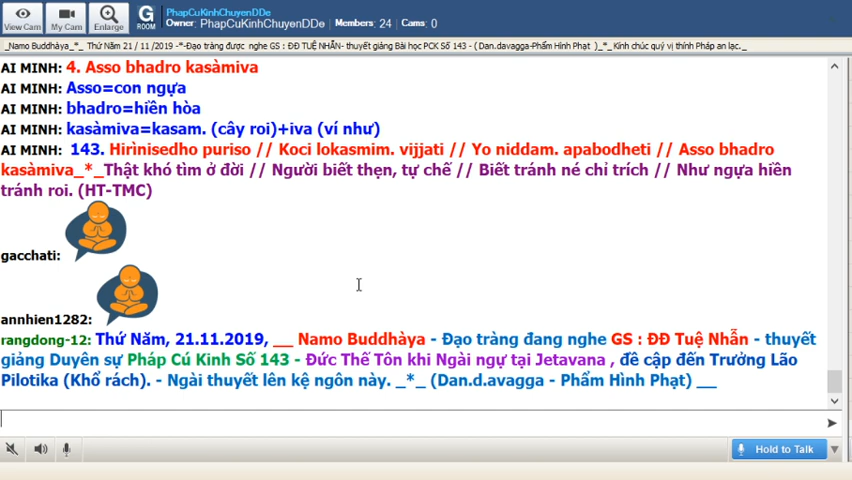 PhapCuKinhChuyenDDe
Owner: PhapCuKinhChuyenDDe Members: 24 Cams: 0
View Cam My Cam Enlarge G ROOM
_Namo Buddhàya_*_ Thứ Năm 21 / 11 /2019 -*-Đạo tràng được nghe GS : ĐĐ TUỆ NHẪN- thuyết giảng Bài học PCK Số 143 - ( Dan.davagga-Phẩm Hình Phạt )_*_Kính chúc quý vị thính Pháp an lạc._
AI MINH: 4. Asso bhadro kasàmiva
AI MINH: Asso=con ngựa
AI MINH: bhadro=hiền hòa
AI MINH: kasàmiva=kasam. (cây roi)+iva (ví như)
AI MINH: 143. Hirìnisedho puriso // Koci lokasmim. vijjati // Yo niddam. apabodheti // Asso bhadro
kasàmiva_*_Thật khó tìm ở đời // Người biết thẹn, tự chế // Biết tránh né chỉ trích // Như ngựa hiền
tránh roi. (HT-TMC)
gacchati:
annhien1282:
rangdong-12: Thứ Năm, 21.11.2019, __ Namo Buddhàya - Đạo tràng đang nghe GS : ĐĐ Tuệ Nhẫn - thuyết
giảng Duyên sự Pháp Cú Kinh Số 143 - Đức Thế Tôn khi Ngài ngự tại Jetavana , đề cập đến Trưởng Lão
Pilotika (Khổ rách). - Ngài thuyết lên kệ ngôn này. _*_ (Dan.d.avagga - Phẩm Hình Phạt) __
Hold to Talk